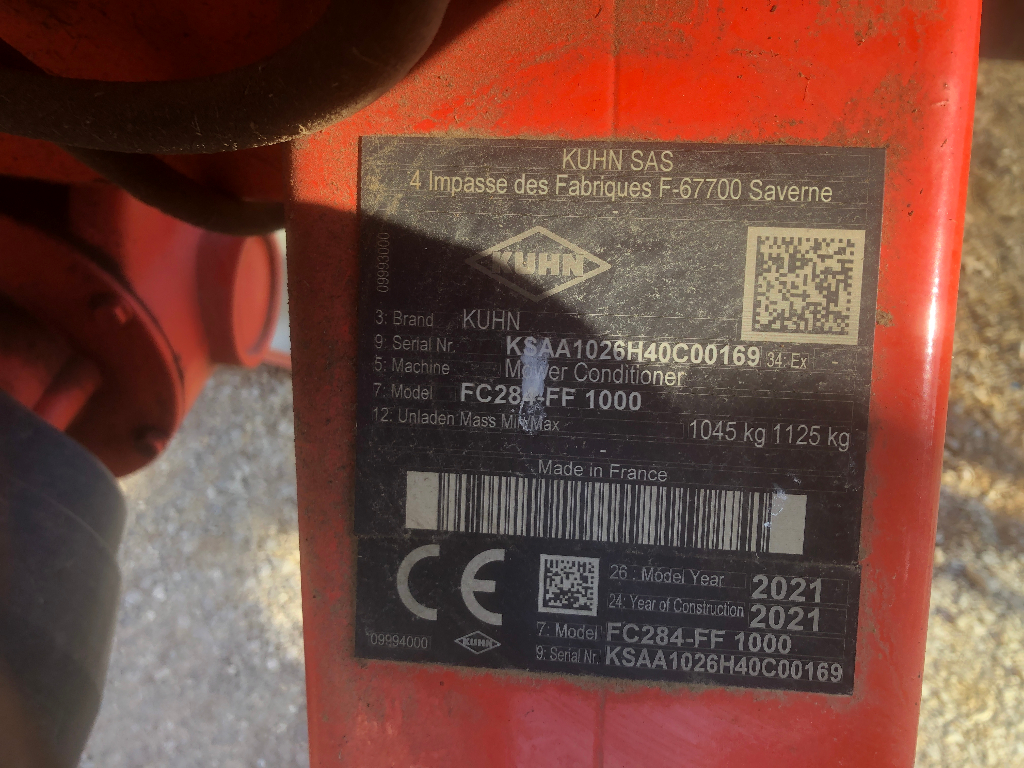 KUHN SAS
4 Impasse des Fabriques F-67700 Saverne
09993000
KUHN
3: Brand KUHN
9: Serial Nr. KSAA1026H40C00169 34: Ex
5: Machine Mower Conditioner
7: Model FC284-FF 1000
12: Unladen Mass Min/Max 1045 kg 1125 kg
-
Made in France
CE
26 : Model Year 2021
24: Year of Construction 2021
7: Model FC284-FF 1000
09994000 KUHN 9: Serial Nr. KSAA1026H40C00169